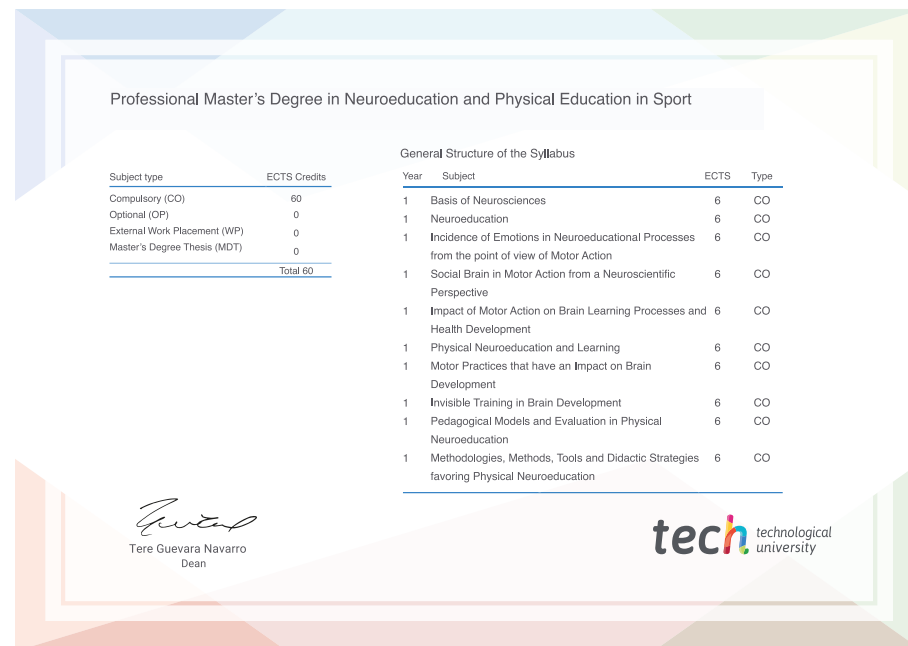 Professional Master's Degree in Neuroeducation and Physical Education in Sport
Subject type ECTS Credits
Compulsory (CO) 60
Optional (OP) 0
External Work Placement (WP) 0
Master's Degree Thesis (MDT) 0
Total 60
General Structure of the Syllabus
Year Subject ECTS Type
1 Basis of Neurosciences 6 CO
1 Neuroeducation 6 CO
1 Incidence of Emotions in Neuroeducational Processes 6 CO
from the point of view of Motor Action
1 Social Brain in Motor Action from a Neuroscientific 6 CO
Perspective
1 Impact of Motor Action on Brain Learning Processes and 6 CO
Health Development
1 Physical Neuroeducation and Learning 6 CO
1 Motor Practices that have an Impact on Brain 6 CO
Development
1 Invisible Training in Brain Development 6 CO
1 Pedagogical Models and Evaluation in Physical 6 CO
Neuroeducation
1 Methodologies, Methods, Tools and Didactic Strategies 6 CO
favoring Physical Neuroeducation
Tere Guevara Navarro
Dean
tech technological
university